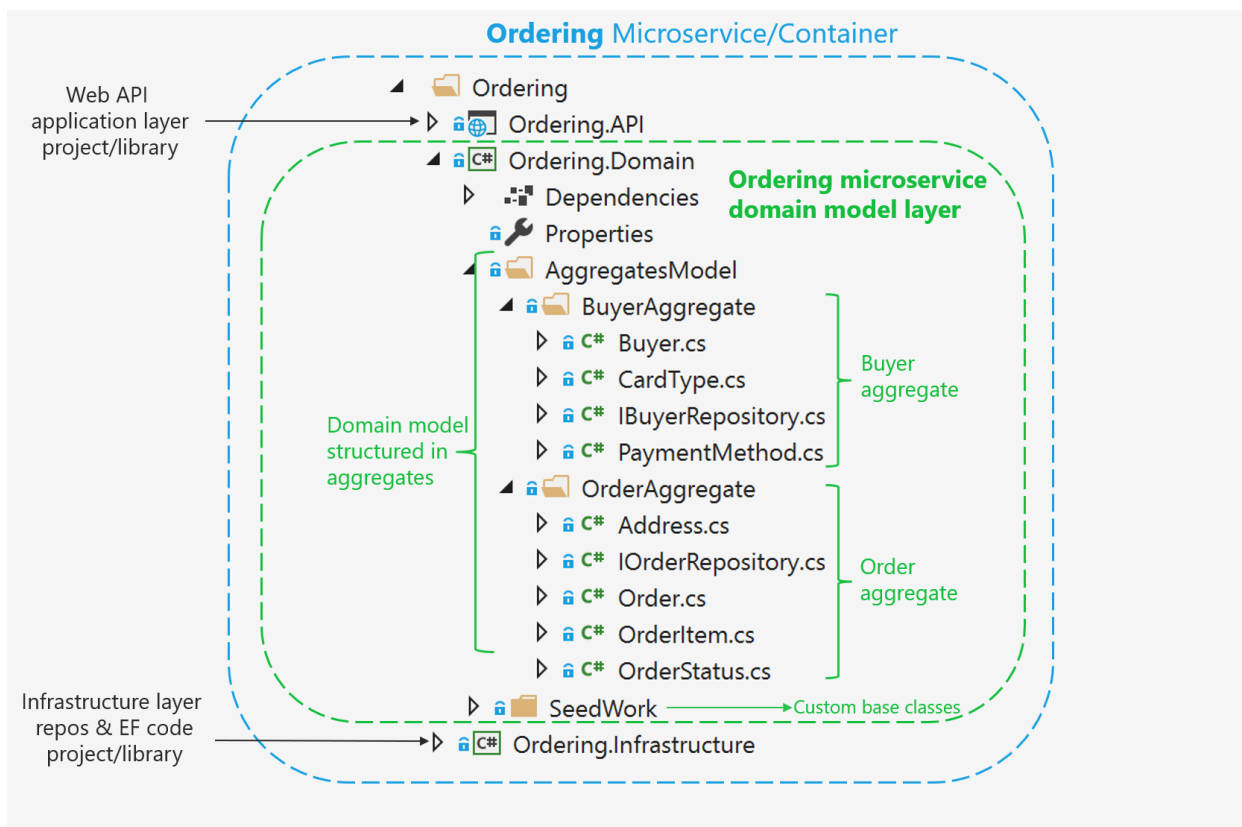 Ordering Microservice/Container
Ordering
Web API
application layer
project/library
Ordering.API
C# Ordering.Domain
Ordering microservice
domain model layer
Dependencies
Properties
AggregatesModel
BuyerAggregate
C# Buyer.cs
C# CardType.cs
C# IBuyerRepository.cs
C# PaymentMethod.cs
Buyer
aggregate
Domain model
structured in
aggregates
OrderAggregate
C# Address.cs
C# IOrderRepository.cs
C# Order.cs
C# OrderItem.cs
C# OrderStatus.cs
Order
aggregate
SeedWork
Custom base classes
Infrastructure layer
repos & EF code
project/library
C# Ordering.Infrastructure